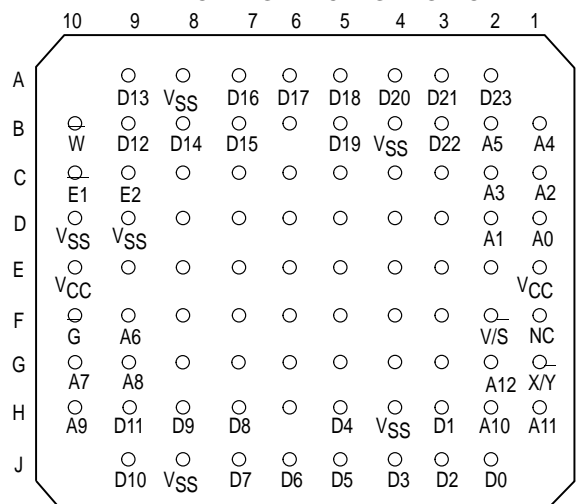 10 9 8 7 6 5 4 3 2 1
A
D13 VSS D16 D17 D18 D20 D21 D23
B
W D12 D14 D15 D19 VSS D22 A5 A4
C
E1 E2 A3 A2
D
VSS VSS A1 A0
E
VCC VCC
F
G A6 V/S NC
G
A7 A8 A12 X/Y
H
A9 D11 D9 D8 D4 VSS D1 A10 A11
J
D10 VSS D7 D6 D5 D3 D2 D0